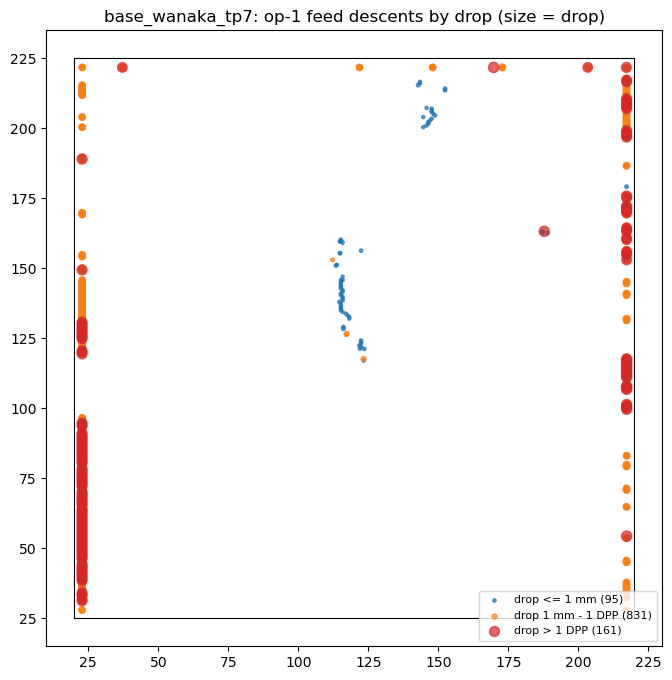 base_wanaka_tp7: op-1 feed descents by drop (size = drop)
225
200
175
150
125
100
75
50
25
drop <= 1 mm (95)
drop 1 mm - 1 DPP (831)
drop > 1 DPP (161)
25 50 75 100 125 150 175 200 225